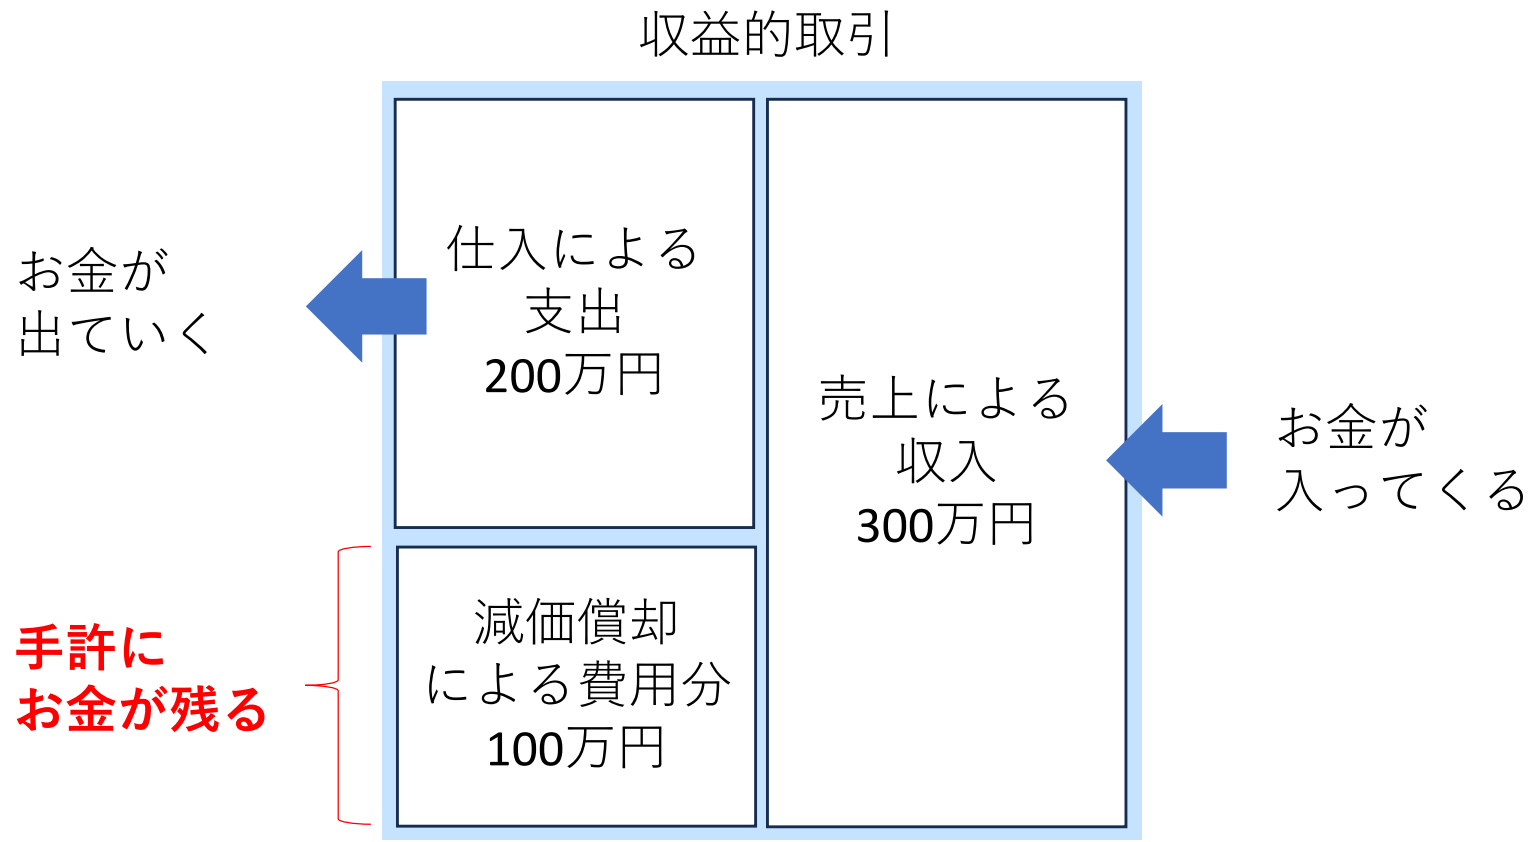 収益的取引
お金が
出ていく
仕入による
支出
200万円
売上による
収入
300万円
お金が
入ってくる
手許に
お金が残る
減価償却
による費用分
100万円